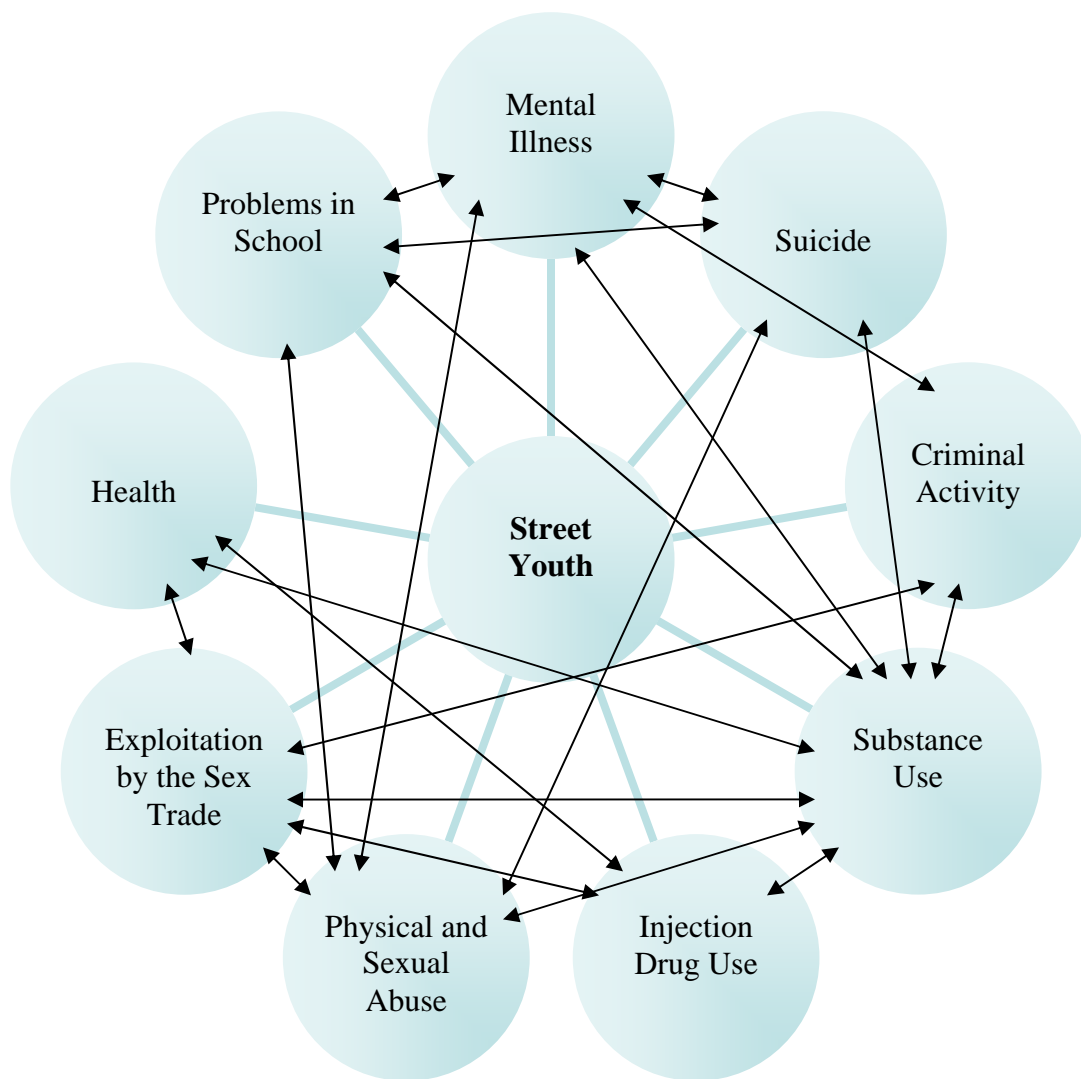 Mental
Illness
Problems in
School
Suicide
Health
Criminal
Activity
Street
Youth
Exploitation
by the Sex
Trade
Substance
Use
Physical and
Sexual
Abuse
Injection
Drug Use